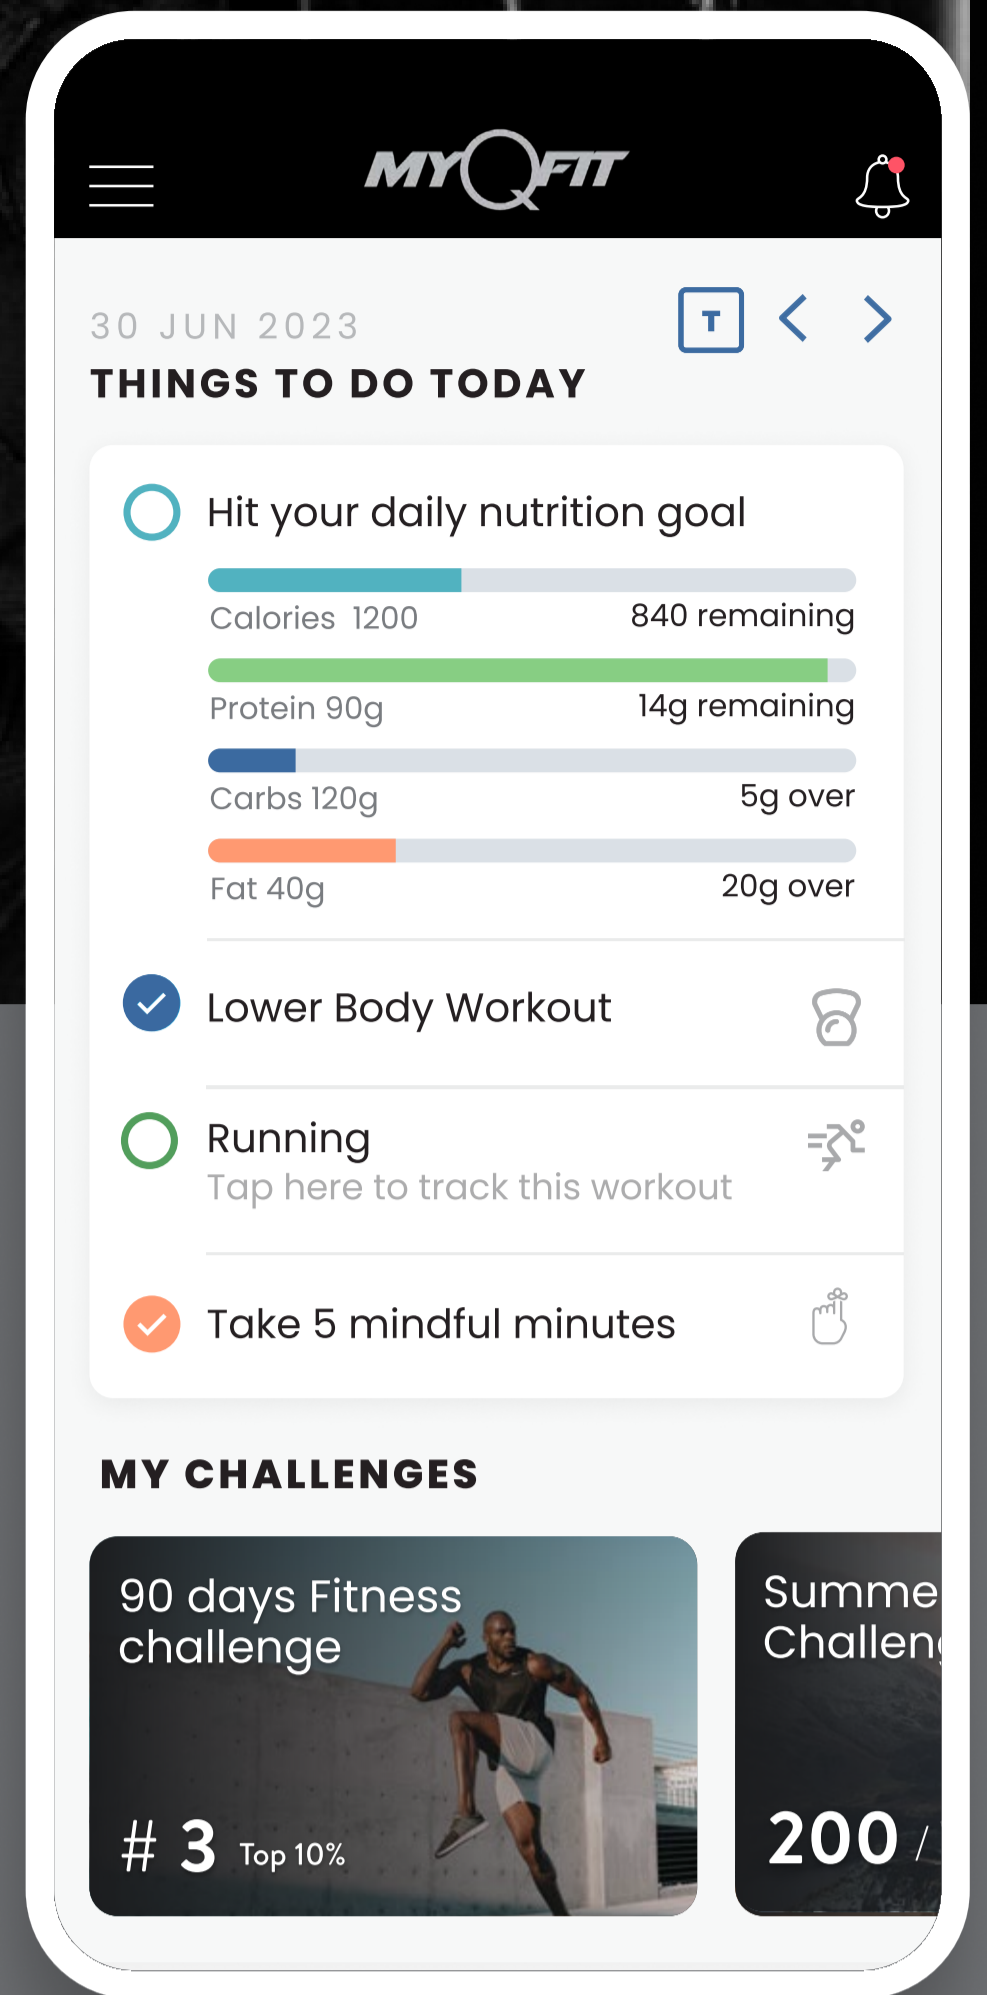 MYQFIT
30 JUN 2023
T
THINGS TO DO TODAY
Hit your daily nutrition goal
Calories 1200
840 remaining
Protein 90g
14g remaining
Carbs 120g
5g over
Fat 40g
20g over
Lower Body Workout
Running
Tap here to track this workout
Take 5 mindful minutes
MY CHALLENGES
90 days Fitness
challenge
# 3 Top 10%
Summe
Challen
200 /